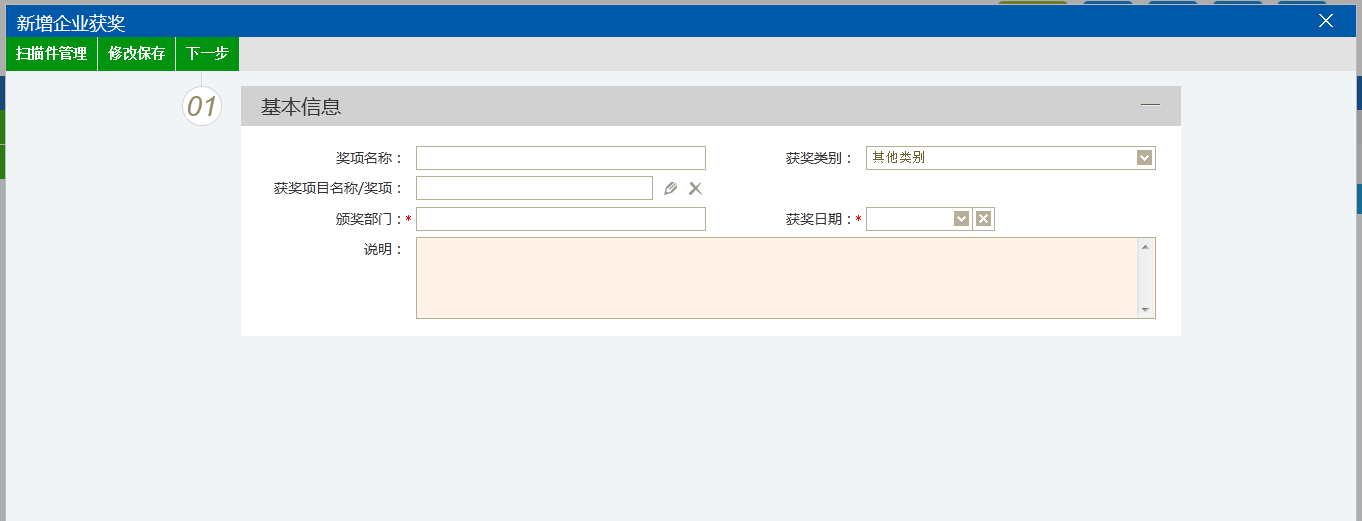 新增企业获奖
扫描件管理 修改保存 下一步
01 基本信息
奖项名称： 获奖类别： 其他类别
获奖项目名称/奖项：
颁奖部门：* 获奖日期：*
说明：